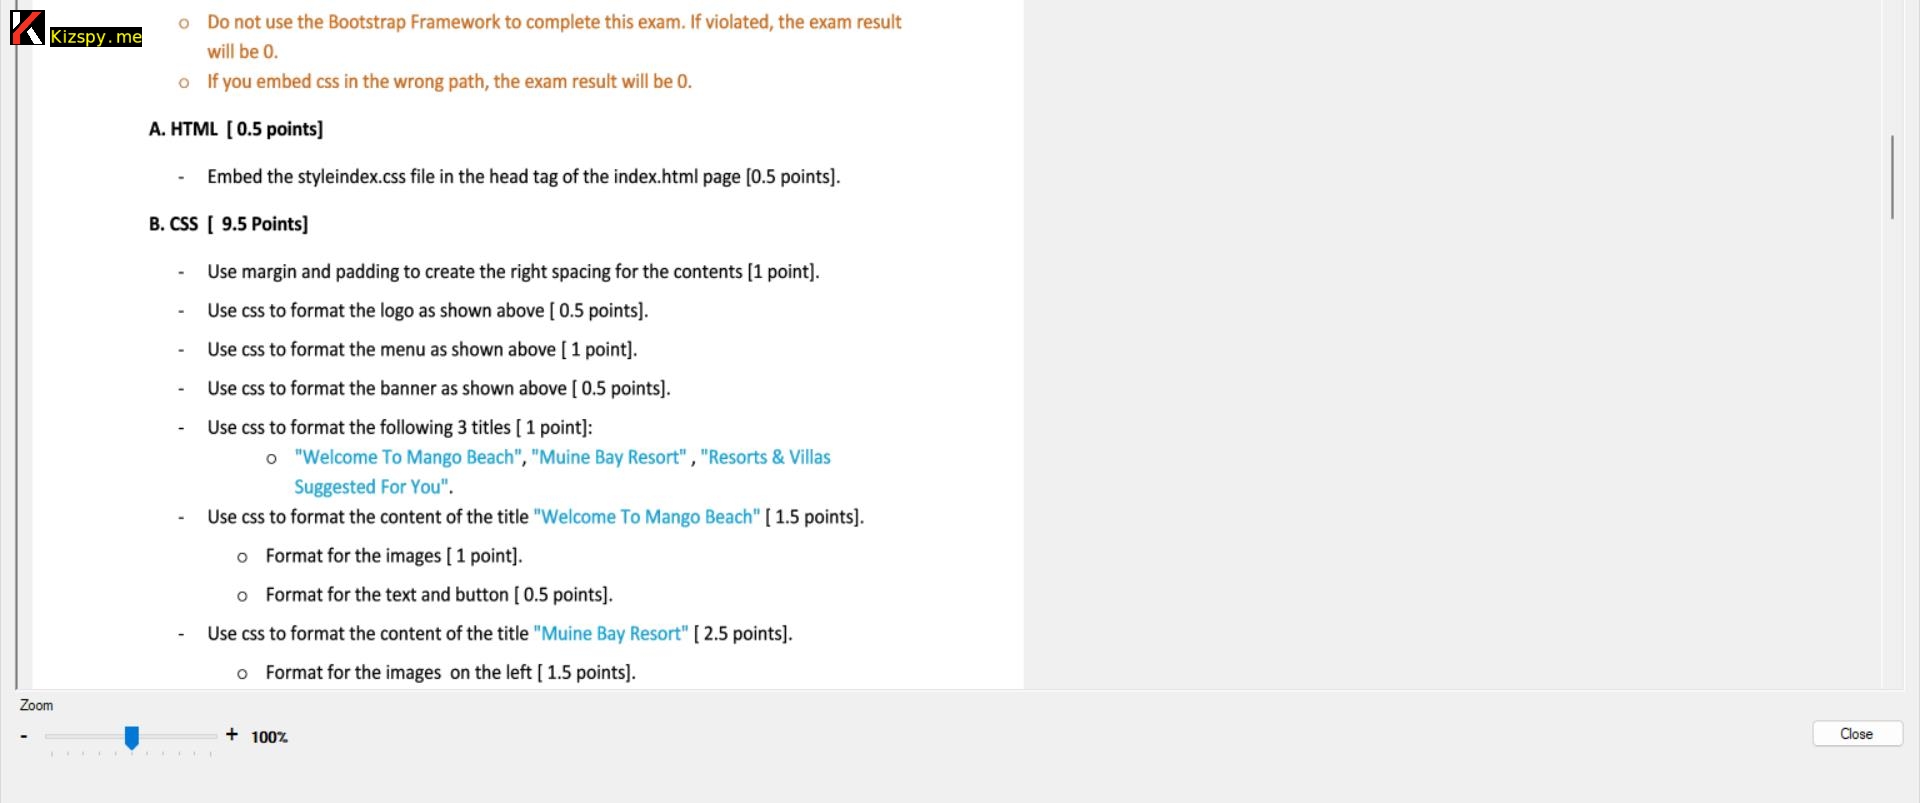 Kizspy.me
o Do not use the Bootstrap Framework to complete this exam. If violated, the exam result
will be 0.
o If you embed css in the wrong path, the exam result will be 0.
A. HTML [ 0.5 points]
- Embed the styleindex.css file in the head tag of the index.html page [0.5 points].
B. CSS [ 9.5 Points]
- Use margin and padding to create the right spacing for the contents [1 point].
- Use css to format the logo as shown above [ 0.5 points].
- Use css to format the menu as shown above [ 1 point].
- Use css to format the banner as shown above [ 0.5 points].
- Use css to format the following 3 titles [ 1 point]:
o "Welcome To Mango Beach", "Muine Bay Resort" , "Resorts & Villas
Suggested For You".
- Use css to format the content of the title "Welcome To Mango Beach" [ 1.5 points].
o Format for the images [ 1 point].
o Format for the text and button [ 0.5 points].
- Use css to format the content of the title "Muine Bay Resort" [ 2.5 points].
o Format for the images on the left [ 1.5 points].
Zoom
- + 100%
Close